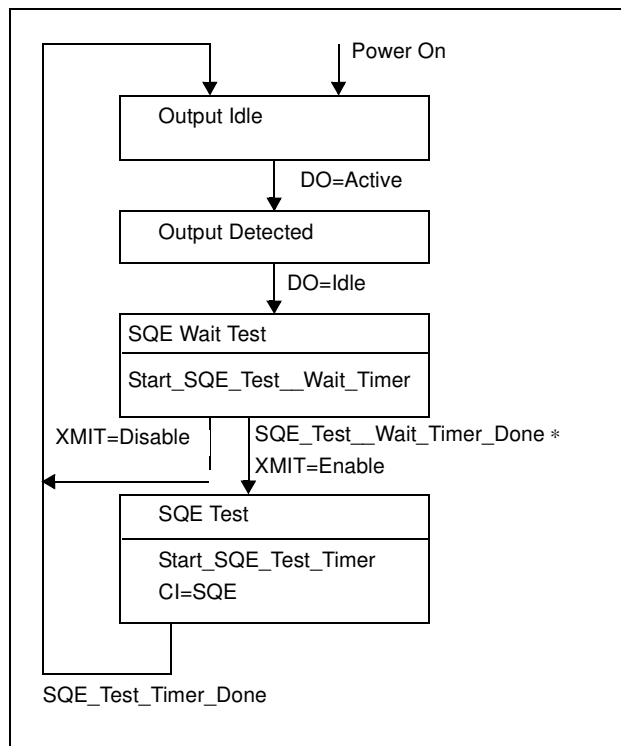 Power On
Output Idle
DO=Active
Output Detected
DO=Idle
SQE Wait Test
Start_SQE_Test__Wait_Timer
XMIT=Disable
SQE_Test__Wait_Timer_Done *
XMIT=Enable
SQE Test
Start_SQE_Test_Timer
CI=SQE
SQE_Test_Timer_Done